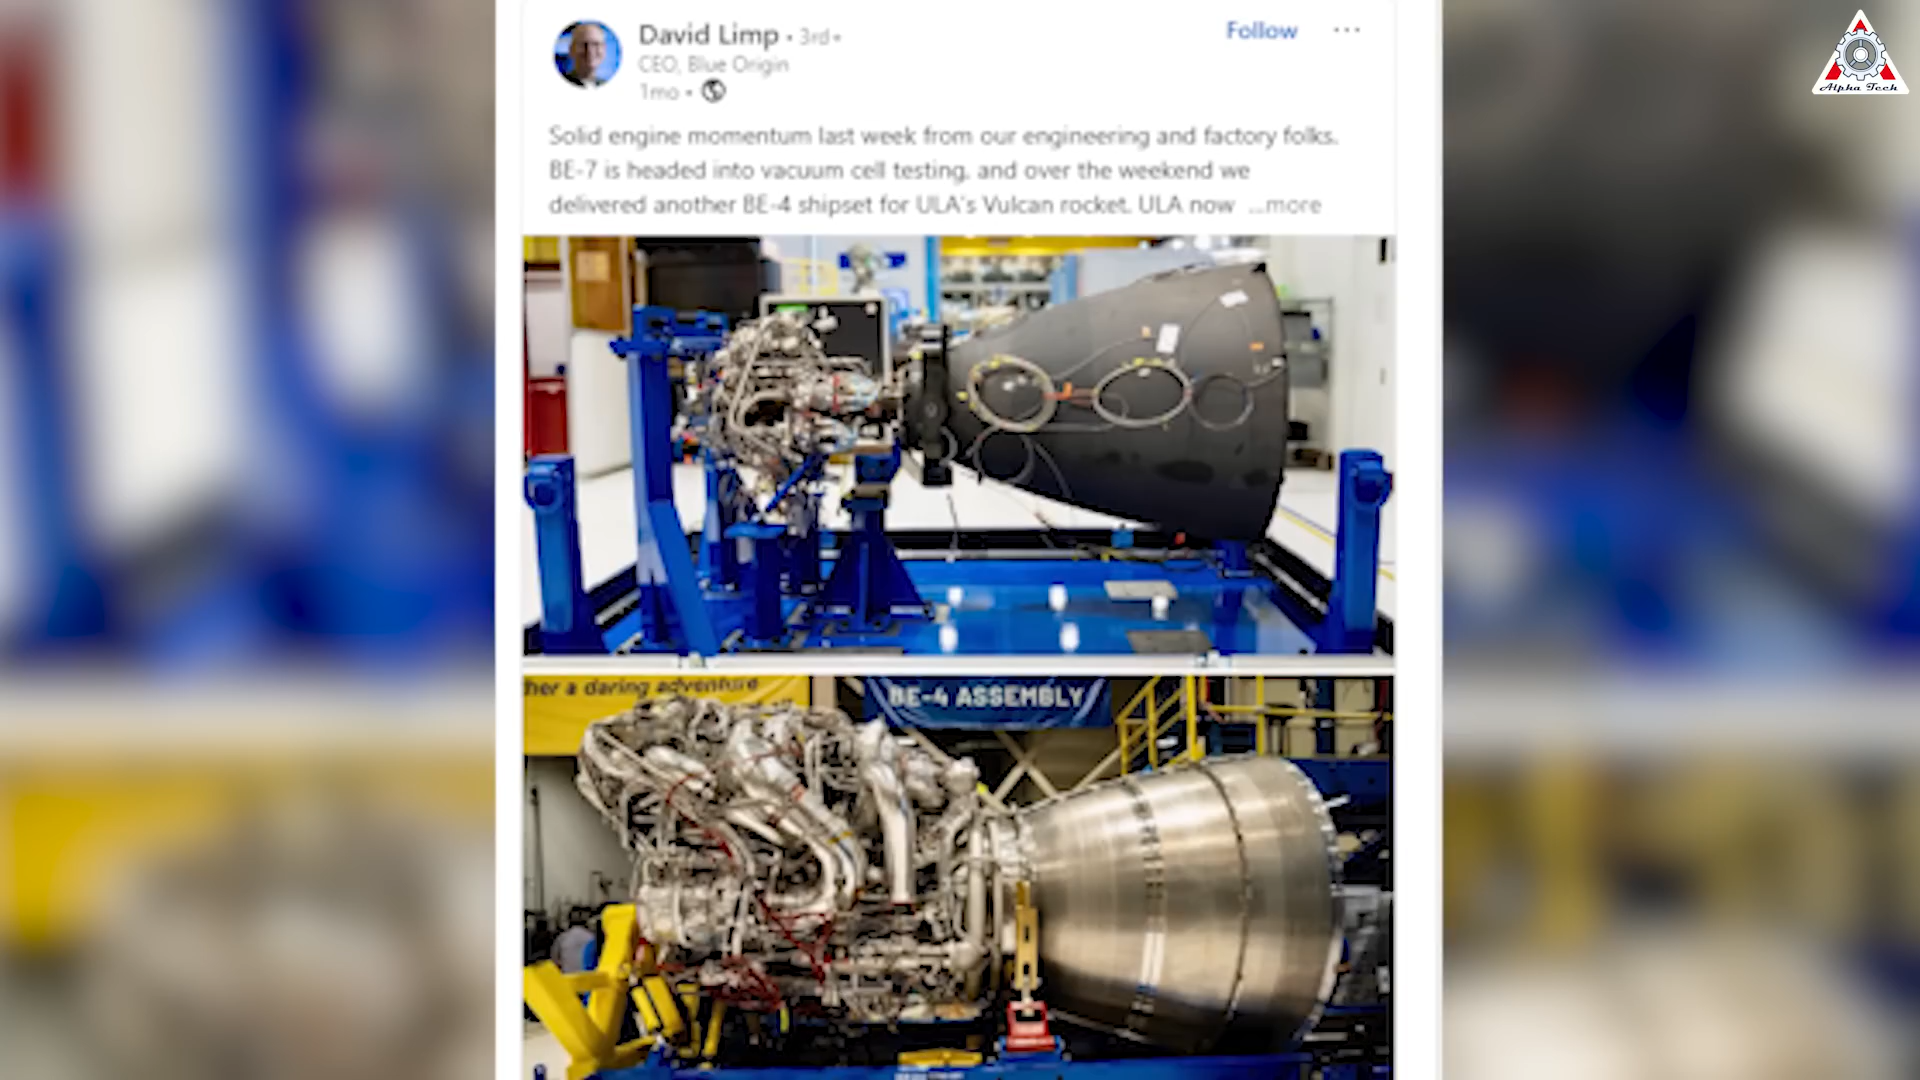 David Limp • 3rd+
CEO, Blue Origin
1mo •
Follow
Solid engine momentum last week from our engineering and factory folks.
BE-7 is headed into vacuum cell testing, and over the weekend we
delivered another BE-4 shipset for ULA's Vulcan rocket. ULA now ...more
her a daring adventure
BE-4 ASSEMBLY
Alpha Tech